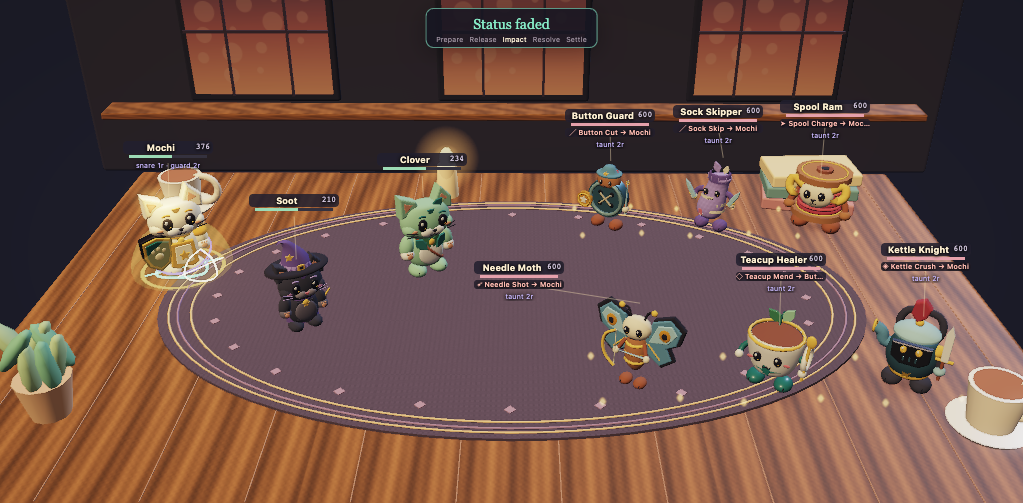 Status faded
Prepare Release Impact Resolve Settle
Button Guard 600
Button Cut → Mochi
taunt 2r
Sock Skipper 600
Sock Skip → Mochi
taunt 2r
Spool Ram 600
Spool Charge → Moc...
taunt 2r
Mochi 376
snare 1r guard 2r
Clover 234
Soot 210
Needle Moth 600
Needle Shot → Mochi
taunt 2r
Teacup Healer 600
Teacup Mend → But...
taunt 2r
Kettle Knight 600
Kettle Crush → Mochi
taunt 2r